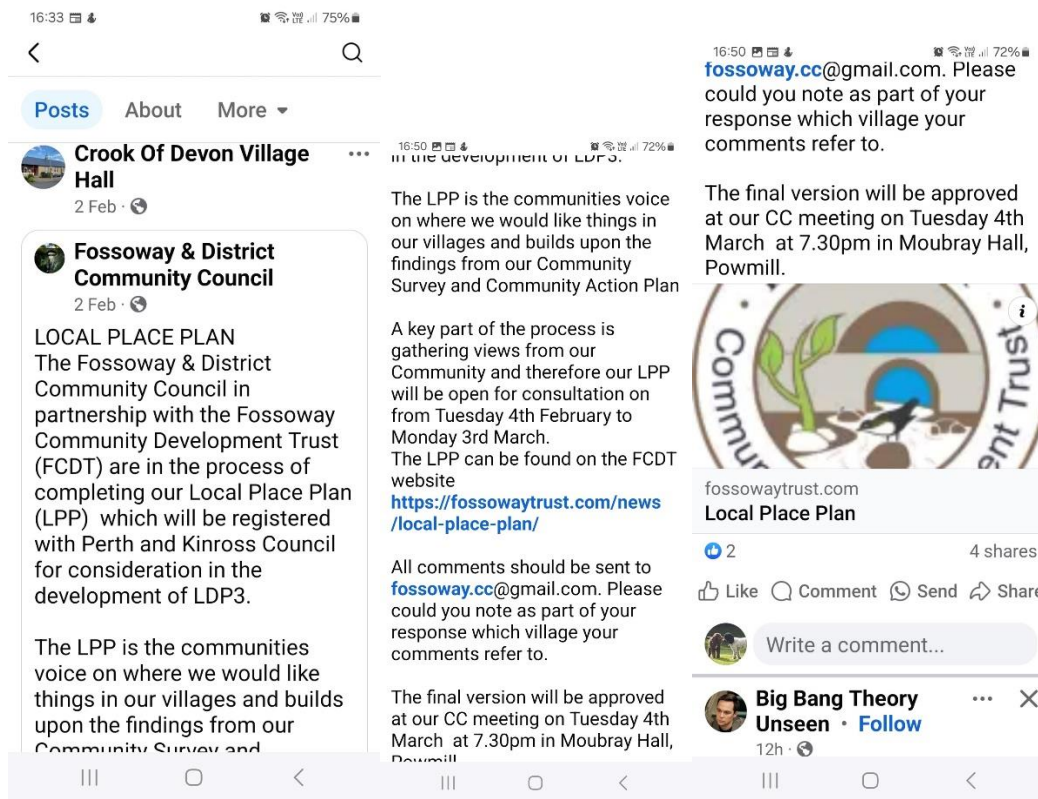 16:33
75%
Posts
About
More
Crook Of Devon Village
Hall
2 Feb
Fossoway & District
Community Council
2 Feb
LOCAL PLACE PLAN
The Fossoway & District
Community Council in
partnership with the Fossoway
Community Development Trust
(FCDT) are in the process of
completing our Local Place Plan
(LPP) which will be registered
with Perth and Kinross Council
for consideration in the
development of LDP3.
The LPP is the communities
voice on where we would like
things in our villages and builds
upon the findings from our
Community Survey and
16:50
72%
in the development of LDP3.
The LPP is the communities voice
on where we would like things in
our villages and builds upon the
findings from our Community
Survey and Community Action Plan
A key part of the process is
gathering views from our
Community and therefore our LPP
will be open for consultation on
from Tuesday 4th February to
Monday 3rd March.
The LPP can be found on the FCDT
website
https://fossowaytrust.com/news
/local-place-plan/
All comments should be sent to
fossoway.cc@gmail.com. Please
could you note as part of your
response which village your
comments refer to.
The final version will be approved
at our CC meeting on Tuesday 4th
March at 7.30pm in Moubray Hall,
Powmill.
16:50
72%
fossoway.cc@gmail.com. Please
could you note as part of your
response which village your
comments refer to.
The final version will be approved
at our CC meeting on Tuesday 4th
March at 7.30pm in Moubray Hall,
Powmill.
Commun
ent Trust
fossowaytrust.com
Local Place Plan
2
4 shares
Like
Comment
Send
Share
Write a comment...
Big Bang Theory
Unseen • Follow
12h